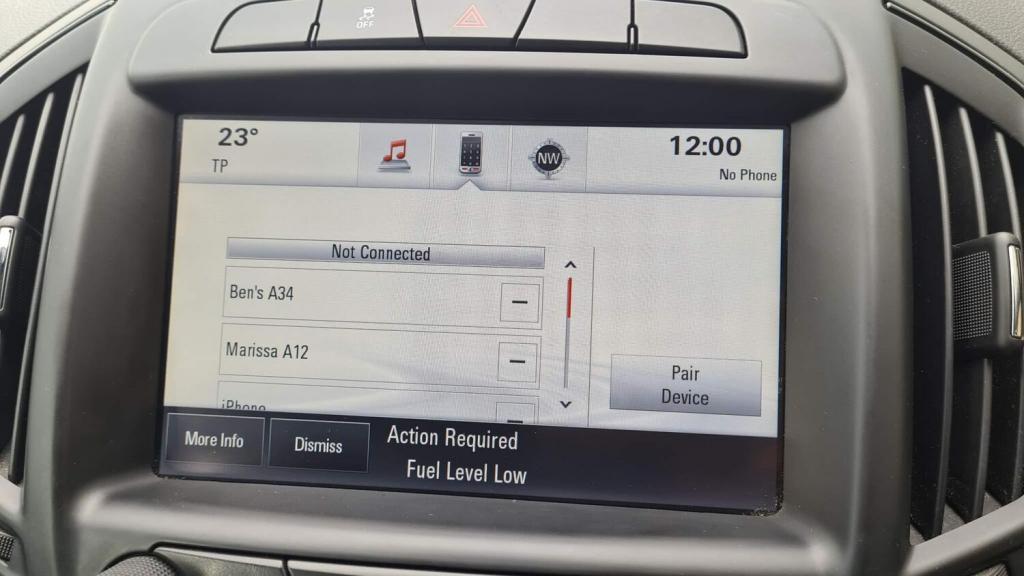 OFF
23°
TP
NW
12:00
No Phone
Not Connected
Ben's A34
Marissa A12
iPhone
Pair
Device
More Info
Dismiss
Action Required
Fuel Level Low